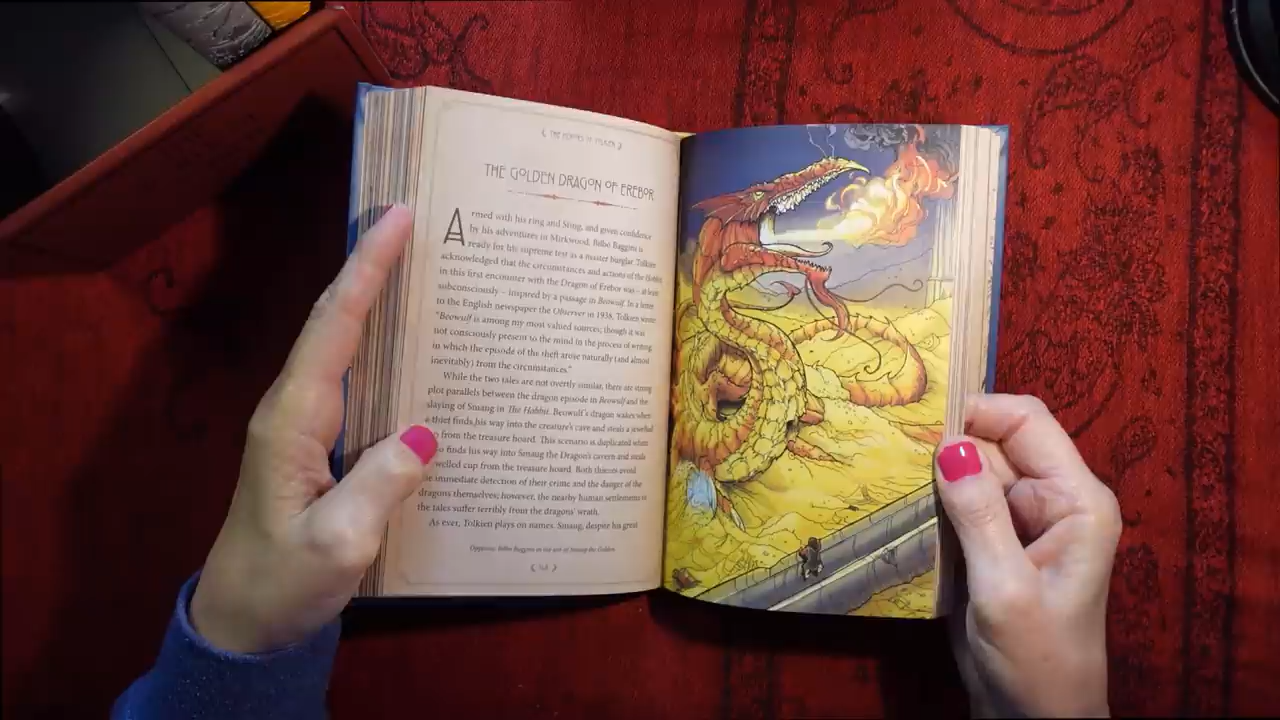 THE HEROES OF TOLKIEN
THE GOLDEN DRAGON OF EREBOR
Armed with his ring and Sting, and given confidence
by his adventures in Mirkwood, Bilbo Baggins is
ready for his supreme test as a master burglar. Tolkien
acknowledged that the circumstances and actions of the Hobbit
in this first encounter with the Dragon of Erebor was – at least
subconsciously – inspired by a passage in Beowulf. In a letter
to the English newspaper the Observer in 1938, Tolkien wrote
"Beowulf is among my most valued sources; though it was
not consciously present to the mind in the process of writing,
in which the episode of the theft arose naturally (and almost
inevitably) from the circumstances."
While the two tales are not overtly similar, there are strong
plot parallels between the dragon episode in Beowulf and the
slaying of Smaug in The Hobbit. Beowulf's dragon wakes when
a thief finds his way into the creature's cave and steals a jewelled
from the treasure hoard. This scenario is duplicated when
finds his way into Smaug the Dragon's cavern and steals
welled cup from the treasure hoard. Both thieves avoid
immediate detection of their crime and the danger of the
dragons themselves; however, the nearby human settlements in
the tales suffer terribly from the dragons' wrath.
As ever, Tolkien plays on names. Smaug, despite his great
Opposite: Bilbo Baggins in the lair of Smaug the Golden